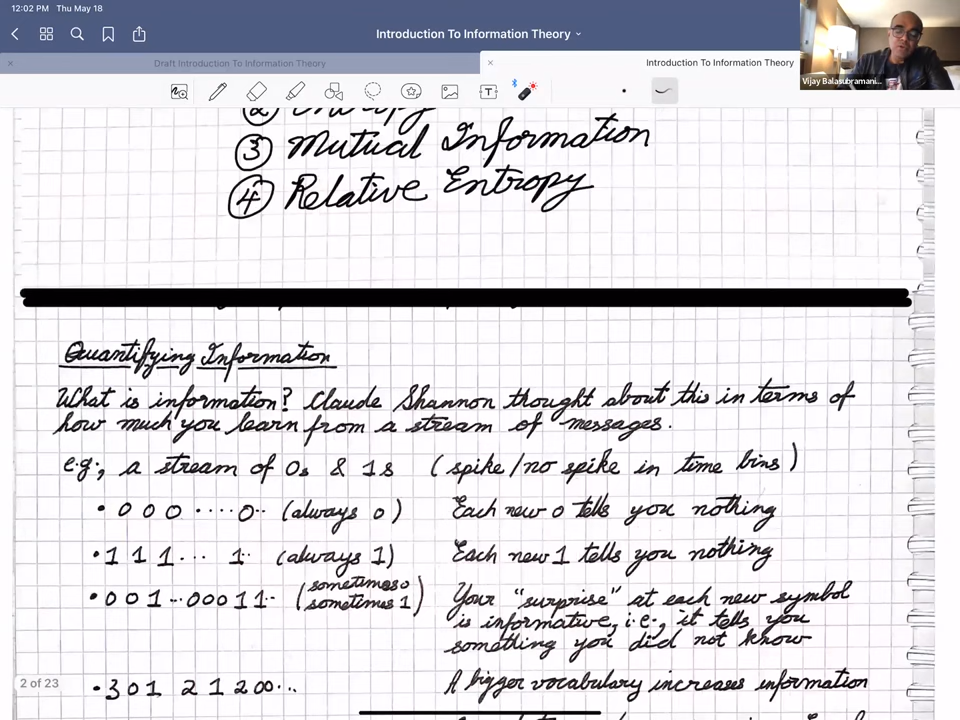 12:02 PM Thu May 18
Introduction To Information Theory
Draft Introduction To Information Theory
Introduction To Information Theory
Vijay Balasubramani...
② Entropy
③ Mutual Information
④ Relative Entropy
Quantifying Information
What is information? Claude Shannon thought about this in terms of
how much you learn from a stream of messages.
e.g., a stream of 0s & 1s (spike/no spike in time bins)
• 0 0 0 ···· 0·· (always 0) Each new 0 tells you nothing
• 1 1 1 ··· 1· (always 1) Each new 1 tells you nothing
• 0 0 1 ··· 0 0 0 1 1 ·· (sometimes 0 sometimes 1) Your "surprise" at each new symbol
is informative, i.e., it tells you
something you did not know
• 3 0 1 2 1 2 0 0 ... A bigger vocabulary increases information
2 of 23